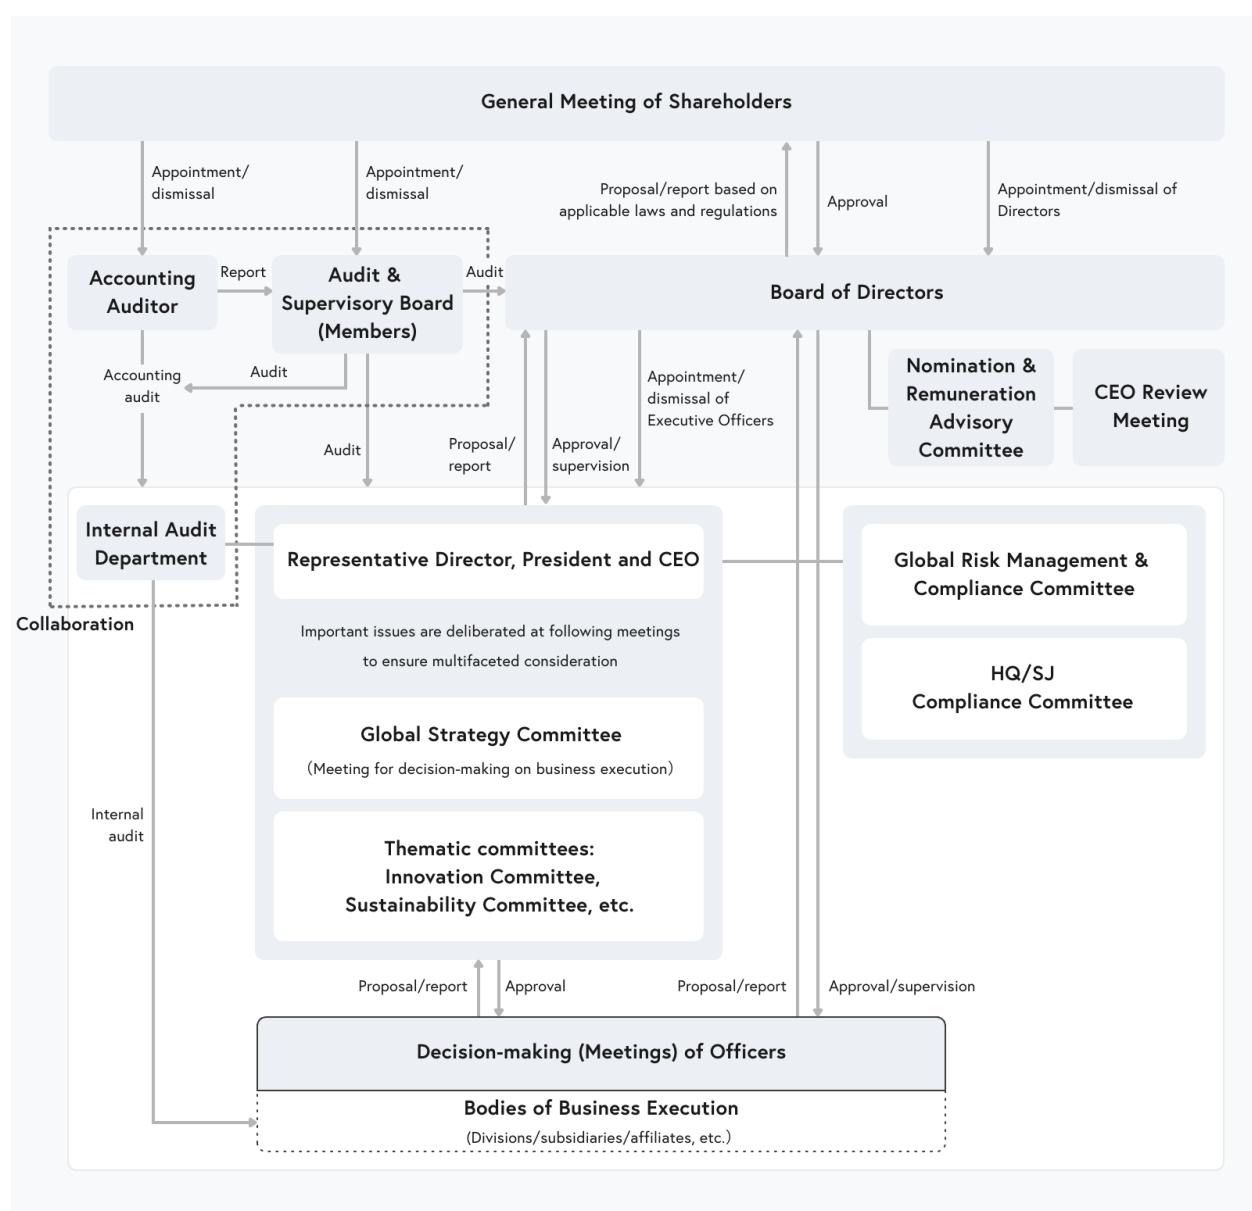 General Meeting of Shareholders
Appointment/
dismissal
Appointment/
dismissal
Proposal/report based on
applicable laws and regulations
Approval
Appointment/dismissal of
Directors
Accounting
Auditor
Report
Audit &
Supervisory Board
(Members)
Audit
Board of Directors
Accounting
audit
Audit
Audit
Proposal/
report
Approval/
supervision
Appointment/
dismissal of
Executive Officers
Nomination &
Remuneration
Advisory
Committee
CEO Review
Meeting
Internal Audit
Department
Collaboration
Representative Director, President and CEO
Important issues are deliberated at following meetings
to ensure multifaceted consideration
Global Strategy Committee
(Meeting for decision-making on business execution)
Thematic committees:
Innovation Committee,
Sustainability Committee, etc.
Global Risk Management &
Compliance Committee
HQ/SJ
Compliance Committee
Internal
audit
Proposal/report
Approval
Proposal/report
Approval/supervision
Decision-making (Meetings) of Officers
Bodies of Business Execution
(Divisions/subsidiaries/affiliates, etc.)